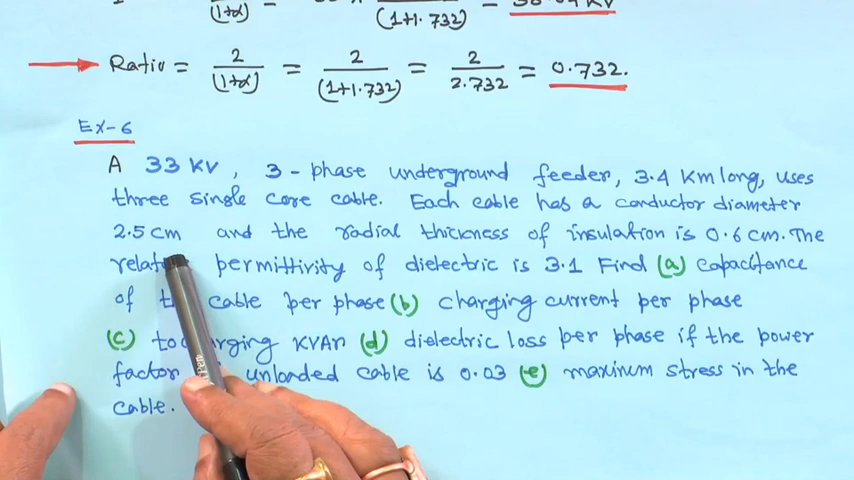 (1+α) = (1+1.732) =
Ratio = 2/(1+α) = 2/(1+1.732) = 2/2.732 = 0.732.
EX-6
A 33 KV, 3-phase underground feeder, 3.4 Km long, uses
three single core cable. Each cable has a conductor diameter
2.5 cm and the radial thickness of insulation is 0.6 cm. The
permittivity of dielectric is 3.1 Find (a) capacitance
of cable per phase (b) charging current per phase
(c) KVAr (d) dielectric loss per phase if the power
factor unloaded cable is 0.03 (e) maximum stress in the
cable.